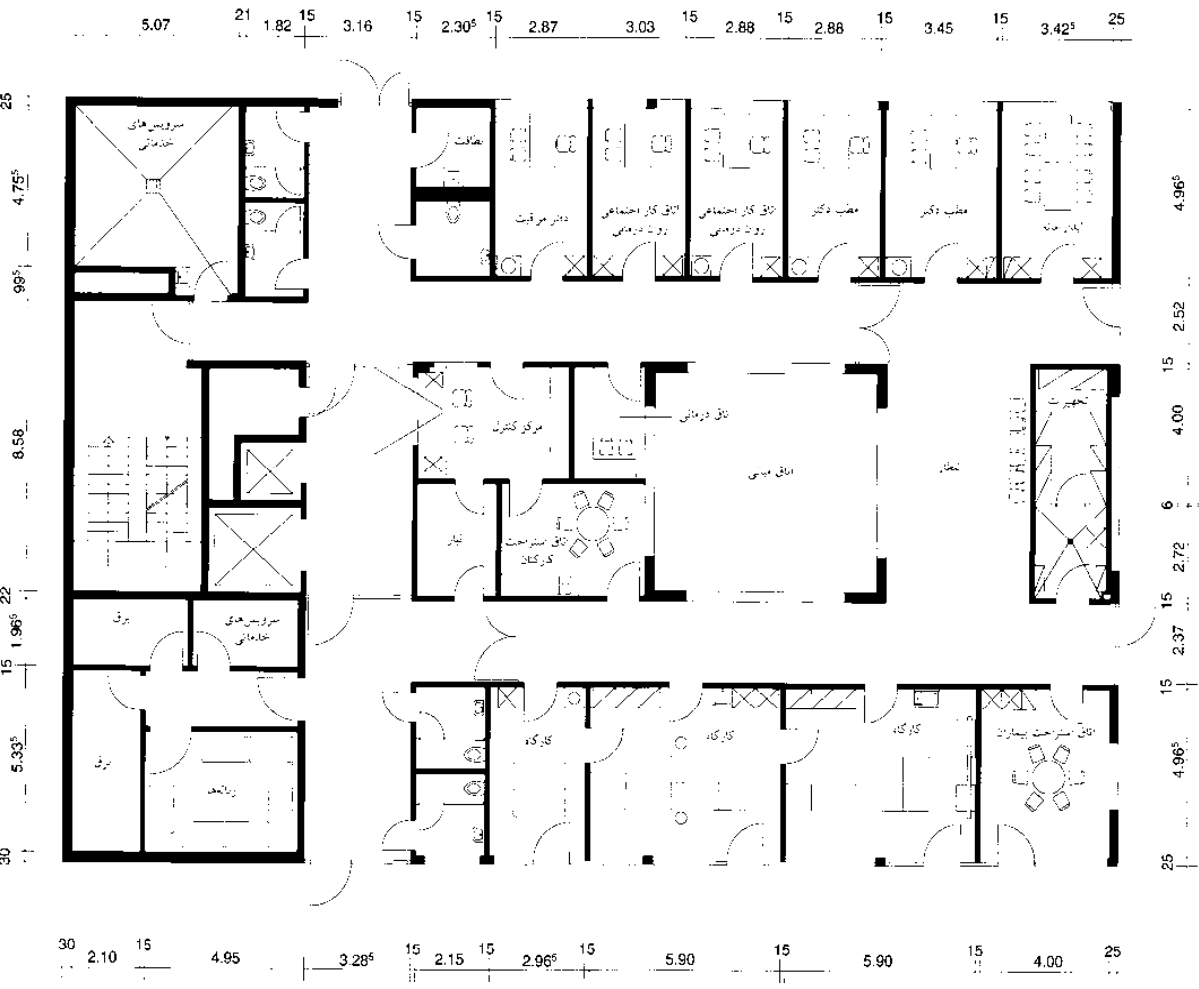 5.07 21 1.82 15 3.16 15 2.30⁵ 15 2.87 3.03 15 2.88 2.88 15 3.45 15 3.42⁵ 25
25
4.75⁵
99⁵
8.58
22
1.96⁵
15
5.33⁵
30
سرویس‌های
خدماتی
نظافت
دفتر مراقبت
اتاق کار اجتماعی
روان درمانی
اتاق کار اجتماعی
روان درمانی
مطب دکتر
مطب دکتر
آبدارخانه
مرکز کنترل
اتاق درمانی
اتاق عبسی
انتظار
تجهیزات
انبار
اتاق استراحت
کارکنان
برق
سرویس‌های
خدماتی
برق
زباله‌ها
کارگاه
کارگاه
کارگاه
اتاق استراحت بیماران
4.96⁵
2.52
15
4.00
6
2.72
15
2.37
15
4.96⁵
25
30 2.10 15 4.95 3.28⁵ 15 2.15 15 2.96⁵ 15 5.90 15 5.90 15 4.00 25